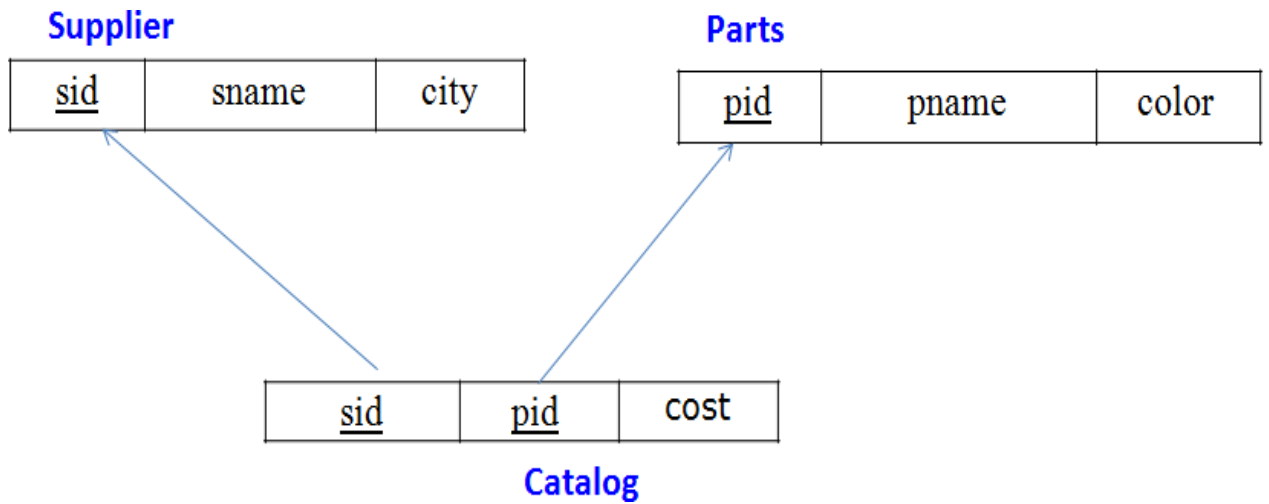 Supplier
Parts
sid sname city
pid pname color
sid pid cost
Catalog